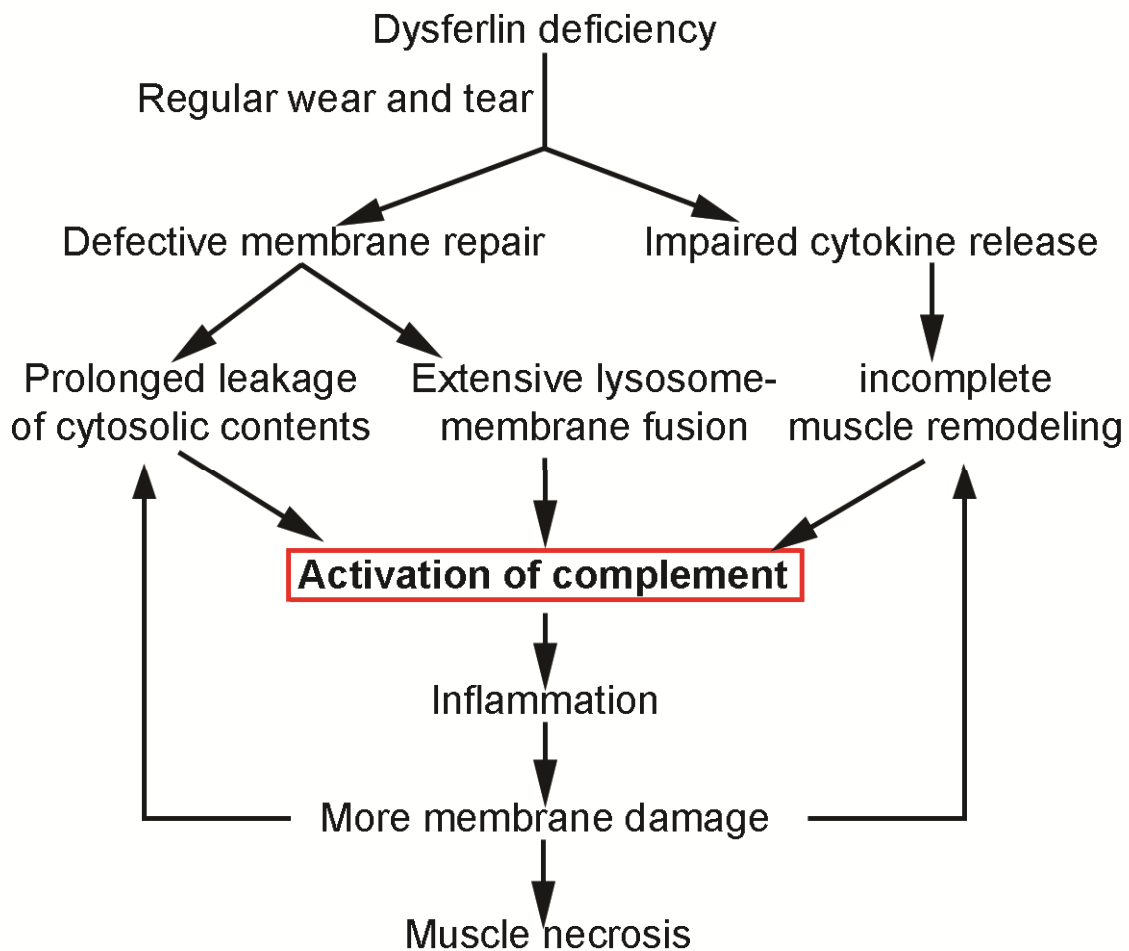 Dysferlin deficiency
Regular wear and tear
Defective membrane repair
Impaired cytokine release
Prolonged leakage
of cytosolic contents
Extensive lysosome-
membrane fusion
incomplete
muscle remodeling
Activation of complement
Inflammation
More membrane damage
Muscle necrosis